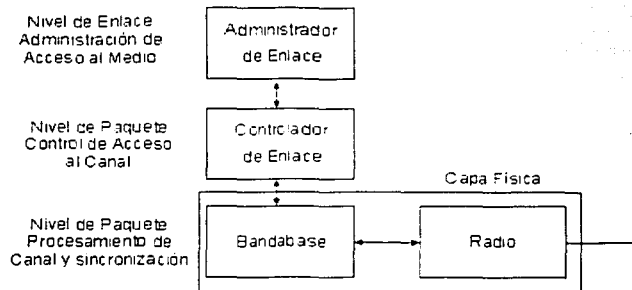 Nivel de Enlace
Administración de
Acceso al Medio
Administrador
de Enlace
Nivel de Paquete
Control de Acceso
al Canal
Controlador
de Enlace
Capa Física
Nivel de Paquete
Procesamiento de
Canal y sincronización
Bandabase
Radio